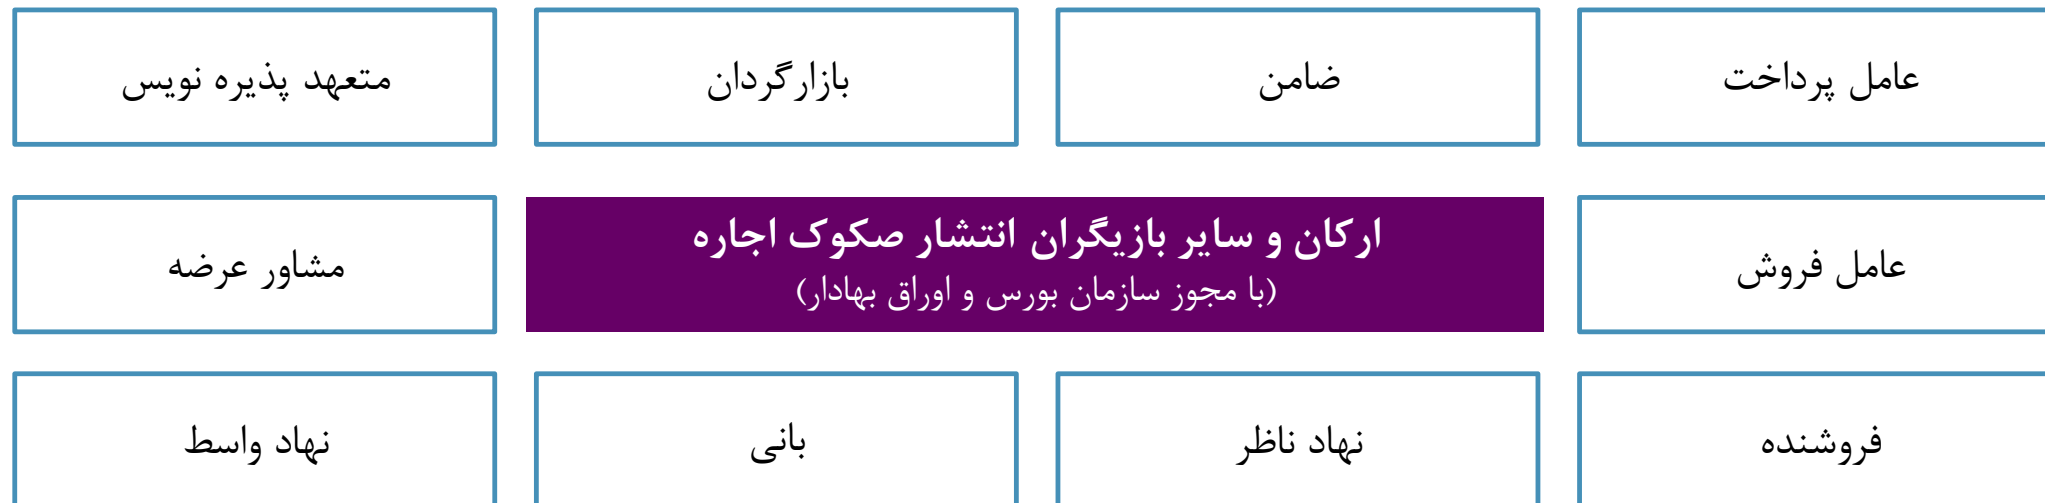 عامل پرداخت
ضامن
بازارگردان
متعهد پذیره نویس
عامل فروش
ارکان و سایر بازیگران انتشار صکوک اجاره
(با مجوز سازمان بورس و اوراق بهادار)
مشاور عرضه
فروشنده
نهاد ناظر
بانی
نهاد واسط